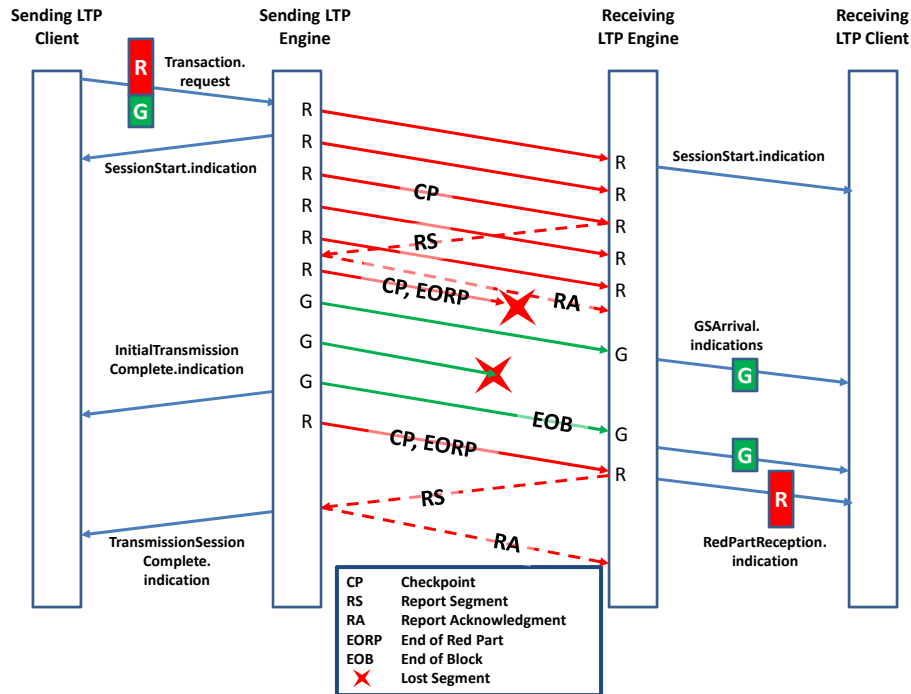 Sending LTP
Client
Sending LTP
Engine
Receiving
LTP Engine
Receiving
LTP Client
R
G
Transaction.
request
SessionStart.indication
R
R
R
R
R
R
G
G
G
R
CP
RS
CP, EORP
RA
EOB
CP, EORP
RS
RA
R
R
R
R
R
G
G
R
SessionStart.indication
GSArrival.
indications
G
G
R
RedPartReception.
indication
InitialTransmission
Complete.indication
TransmissionSession
Complete.
indication
CP Checkpoint
RS Report Segment
RA Report Acknowledgment
EORP End of Red Part
EOB End of Block
Lost Segment